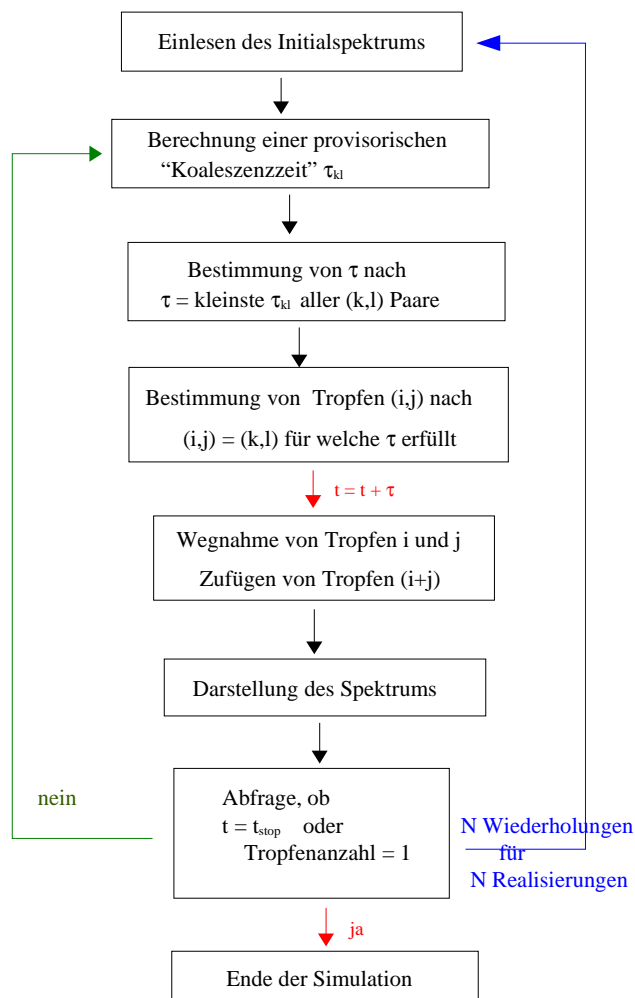 Einlesen des Initialspektrums
Berechnung einer provisorischen
“Koaleszenzzeit” τkl
Bestimmung von τ nach
τ = kleinste τkl aller (k,l) Paare
Bestimmung von Tropfen (i,j) nach
(i,j) = (k,l) für welche τ erfüllt
t = t + τ
Wegnahme von Tropfen i und j
Zufügen von Tropfen (i+j)
Darstellung des Spektrums
nein
Abfrage, ob
t = tstop oder
Tropfenanzahl = 1
N Wiederholungen
für
N Realisierungen
ja
Ende der Simulation